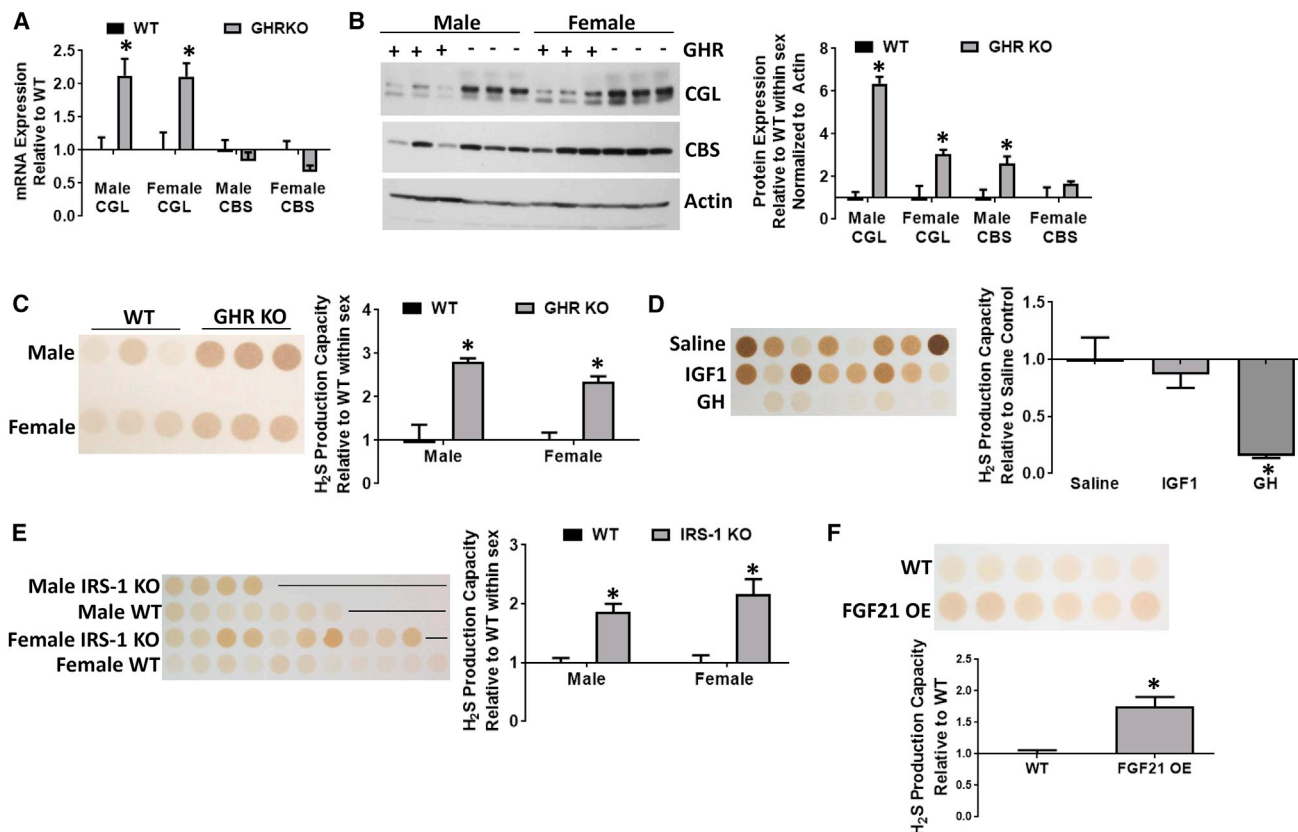 A
WT
GHRKO
mRNA Expression
Relative to WT
2.5
2.0
1.5
1.0
0.5
0.0
*
*
Male
CGL
Female
CGL
Male
CBS
Female
CBS
B
Male
Female
+ + + - - - + + + - - -
GHR
CGL
CBS
Actin
WT
GHR KO
Protein Expression
Relative to WT within sex
Normalized to Actin
8
6
4
2
*
*
*
Male
CGL
Female
CGL
Male
CBS
Female
CBS
C
WT
GHR KO
Male
Female
WT
GHR KO
H₂S Production Capacity
Relative to WT within sex
4
3
2
1
0
*
*
Male
Female
D
Saline
IGF1
GH
H₂S Production Capacity
Relative to Saline Control
1.5
1.0
0.5
0.0
*
Saline
IGF1
GH
E
Male IRS-1 KO
Male WT
Female IRS-1 KO
Female WT
WT
IRS-1 KO
H₂S Production Capacity
Relative to WT within sex
3
2
1
0
*
*
Male
Female
F
WT
FGF21 OE
H₂S Production Capacity
Relative to WT
2.5
2.0
1.5
1.0
0.5
0.0
*
WT
FGF21 OE